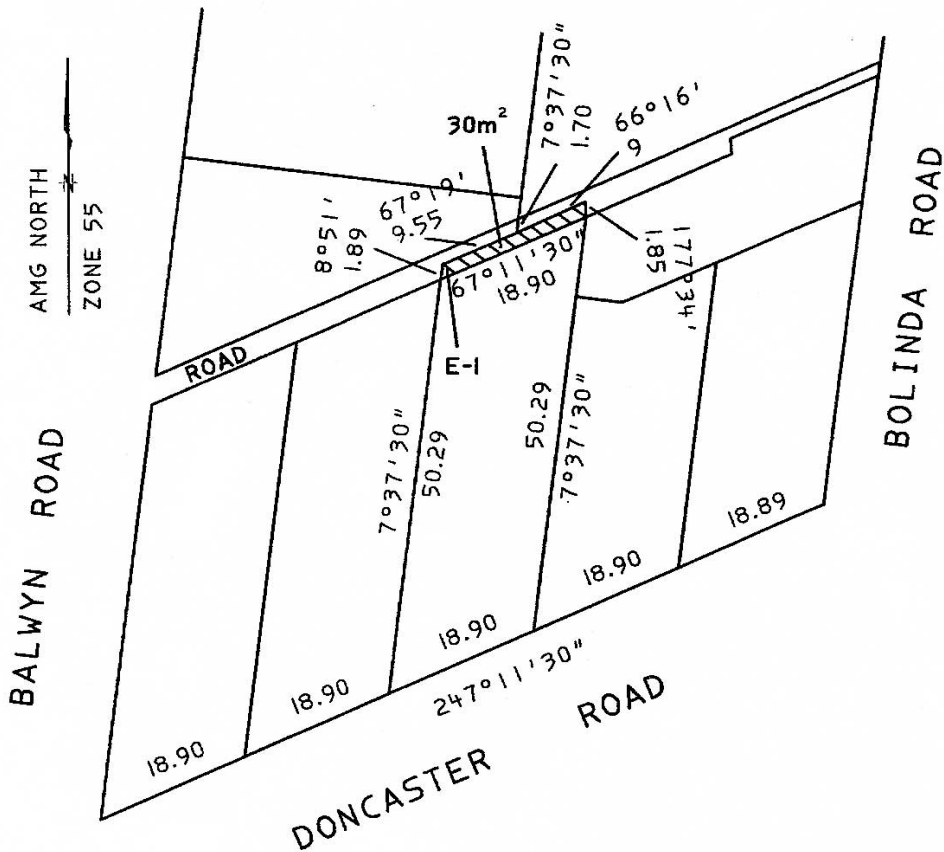 AMG NORTH
ZONE 55
30m²
7°37'30"
1.70
66°16'
9
67°19'
9.55
8°51'
1.89
67°11'30"
18.90
177°34'
1.85
E-1
ROAD
7°37'30"
50.29
50.29
7°37'30"
BALWYN ROAD
BOLINDA ROAD
18.90
18.90
18.90
18.90
18.89
247°11'30"
DONCASTER ROAD